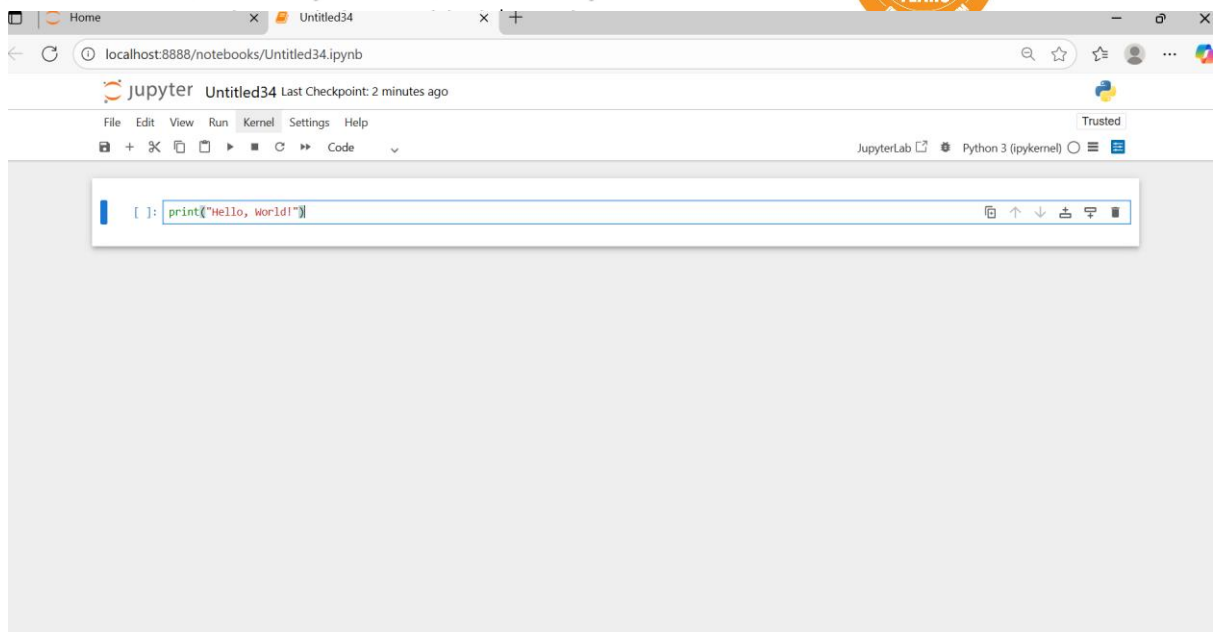 Home
Untitled34
localhost:8888/notebooks/Untitled34.ipynb
jupyter Untitled34 Last Checkpoint: 2 minutes ago
File Edit View Run Kernel Settings Help
Trusted
Code
JupyterLab
Python 3 (ipykernel)
[ ]: print("Hello, World!")